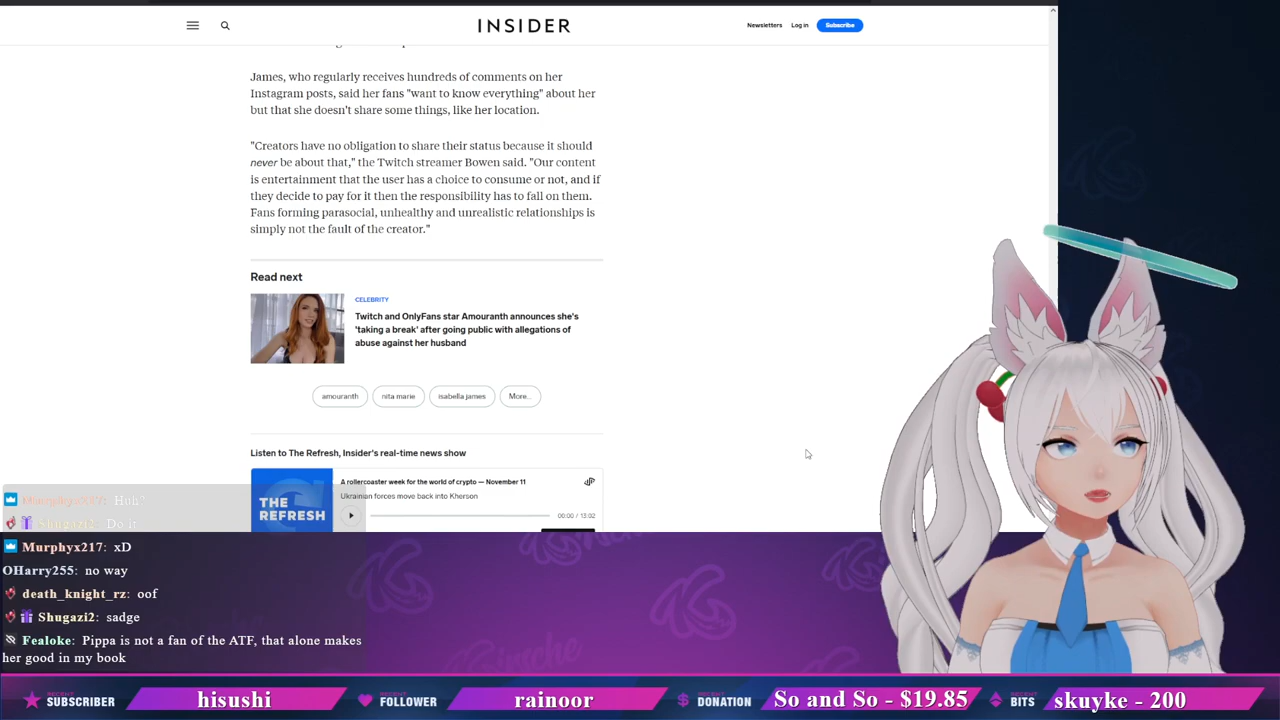 INSIDER
Newsletters
Log in
Subscribe
James, who regularly receives hundreds of comments on her
Instagram posts, said her fans "want to know everything" about her
but that she doesn't share some things, like her location.
"Creators have no obligation to share their status because it should
never be about that," the Twitch streamer Bowen said. "Our content
is entertainment that the user has a choice to consume or not, and if
they decide to pay for it then the responsibility has to fall on them.
Fans forming parasocial, unhealthy and unrealistic relationships is
simply not the fault of the creator."
Read next
CELEBRITY
Twitch and OnlyFans star Amouranth announces she's
'taking a break' after going public with allegations of
abuse against her husband
amouranth
nita marie
isabella james
More...
Listen to The Refresh, Insider's real-time news show
THE
REFRESH
A rollercoaster week for the world of crypto — November 11
Ukrainian forces move back into Kherson
00:00 / 13:02
Shugazi2: Do it
Murphyx217: xD
OHarry255: no way
death_knight_rz: oof
Shugazi2: sadge
Fealoke: Pippa is not a fan of the ATF, that alone makes
her good in my book
RECENT
SUBSCRIBER
hisushi
RECENT
FOLLOWER
rainoor
RECENT
DONATION
So and So - $19.85
RECENT
BITS
skuyke - 200